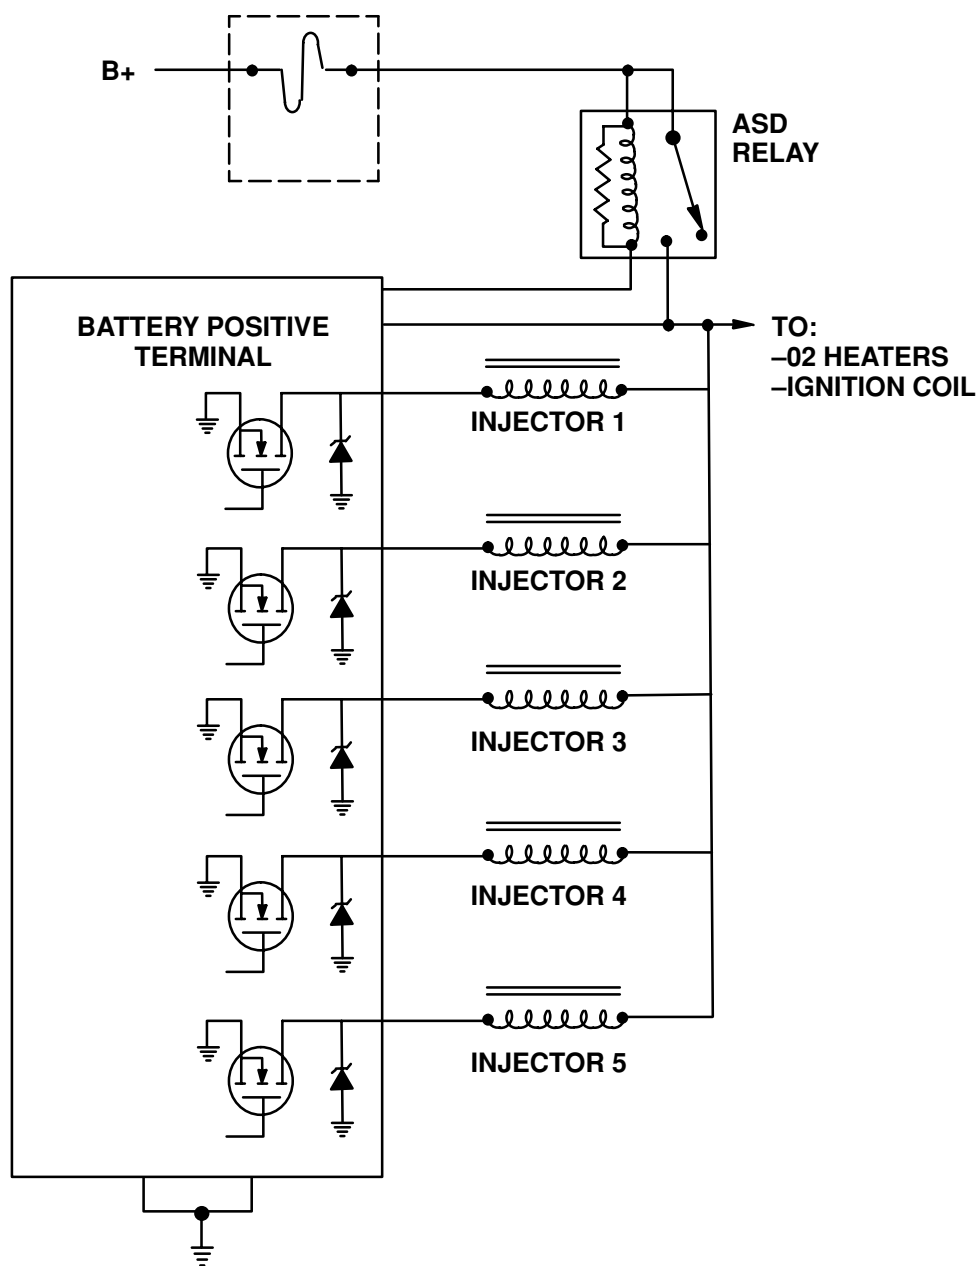 B+
ASD
RELAY
BATTERY POSITIVE
TERMINAL
TO:
–02 HEATERS
–IGNITION COIL
INJECTOR 1
INJECTOR 2
INJECTOR 3
INJECTOR 4
INJECTOR 5